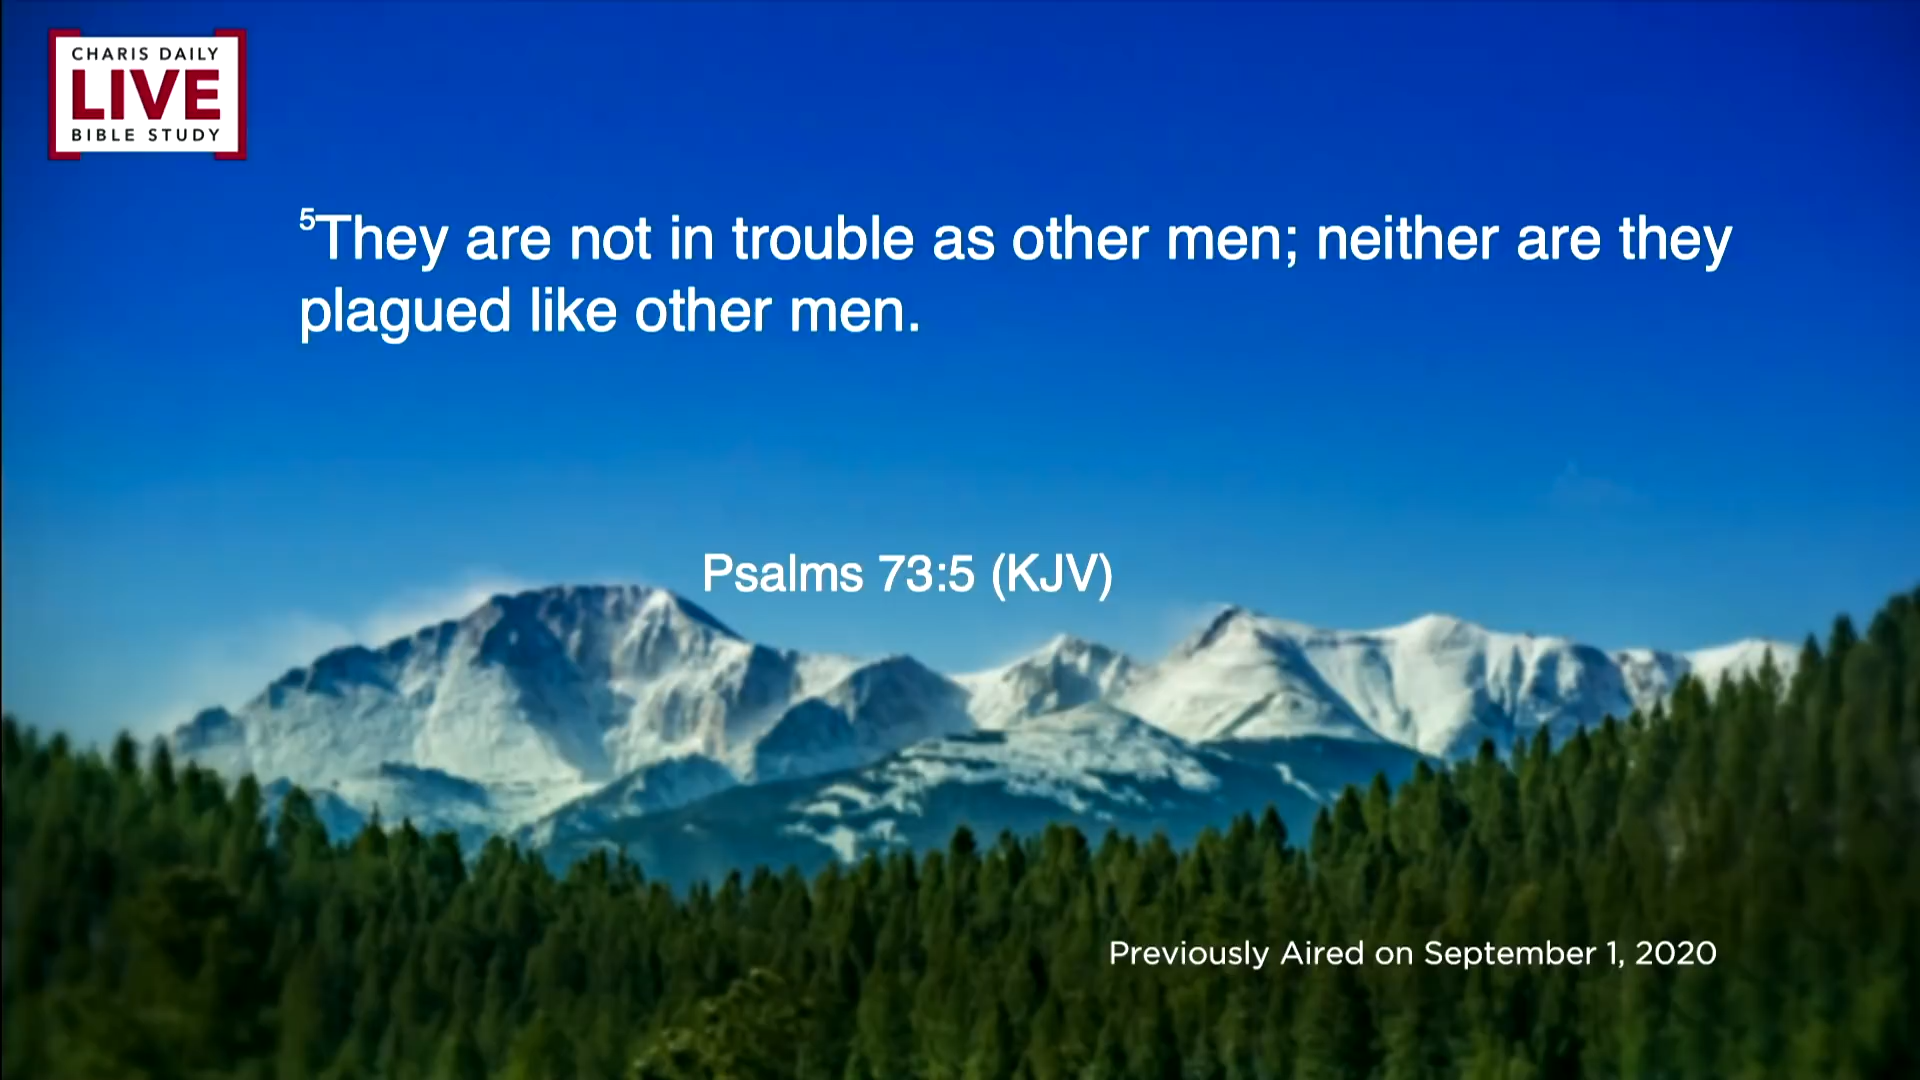 CHARIS DAILY
LIVE
BIBLE STUDY
5They are not in trouble as other men; neither are they
plagued like other men.
Psalms 73:5 (KJV)
Previously Aired on September 1, 2020